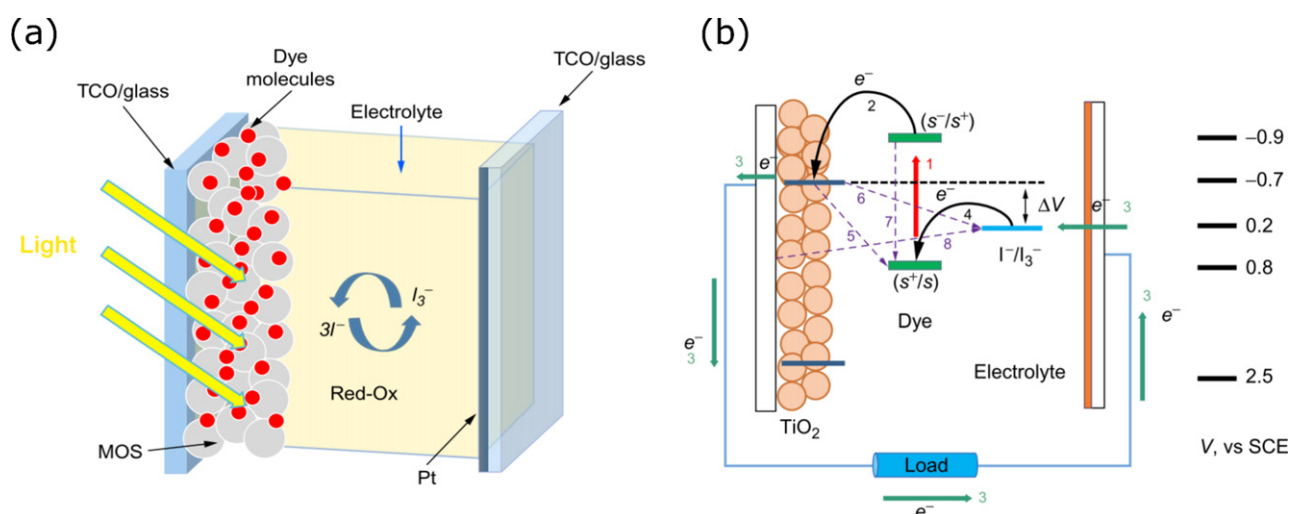 (a)
Dye
molecules
TCO/glass
TCO/glass
Electrolyte
Light
I₃⁻
3I⁻
Red-Ox
MOS
Pt
(b)
e⁻
2
(s⁻/s⁺)
3
e⁻
1
e⁻
6
7
4
ΔV
e⁻
3
5
8
I⁻/I₃⁻
(s⁺/s)
Dye
e⁻
3
3
e⁻
Electrolyte
TiO₂
Load
3
e⁻
−0.9
−0.7
0.2
0.8
2.5
V, vs SCE